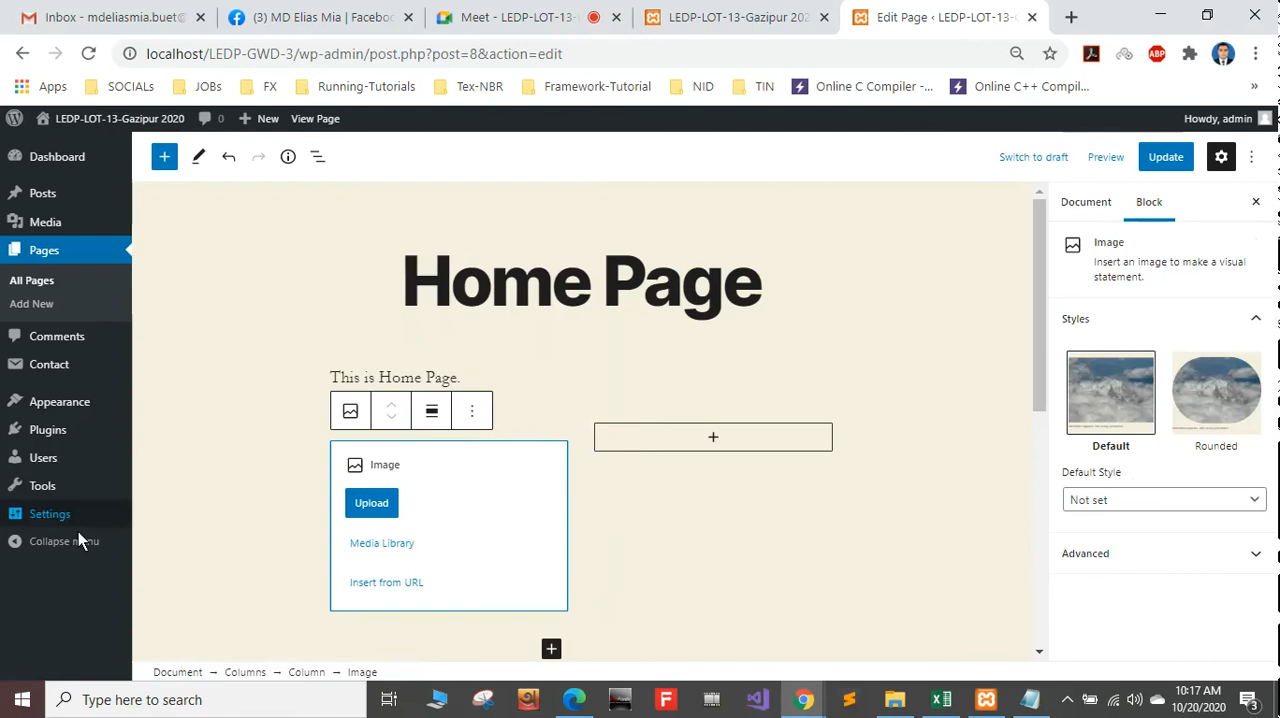 Inbox - mdeliasmia.buet@
(3) MD Elias Mia | Facebook
Meet - LEDP-LOT-13-
LEDP-LOT-13-Gazipur 202
Edit Page ‹ LEDP-LOT-13-
localhost/LEDP-GWD-3/wp-admin/post.php?post=8&action=edit
ABP
Apps
SOCIALs
JOBs
FX
Running-Tutorials
Tex-NBR
Framework-Tutorial
NID
TIN
Online C Compiler -...
Online C++ Compil...
»
LEDP-LOT-13-Gazipur 2020
0
New
View Page
Howdy, admin
Dashboard
Posts
Media
Pages
All Pages
Add New
Comments
Contact
Appearance
Plugins
Users
Tools
Settings
Collapse menu
Switch to draft
Preview
Update
Home Page
This is Home Page.
Image
Upload
Media Library
Insert from URL
Document
Block
Image
Insert an image to make a visual
statement.
Styles
Default
Rounded
Default Style
Not set
Advanced
Document → Columns → Column → Image
Type here to search
10:17 AM
10/20/2020
3